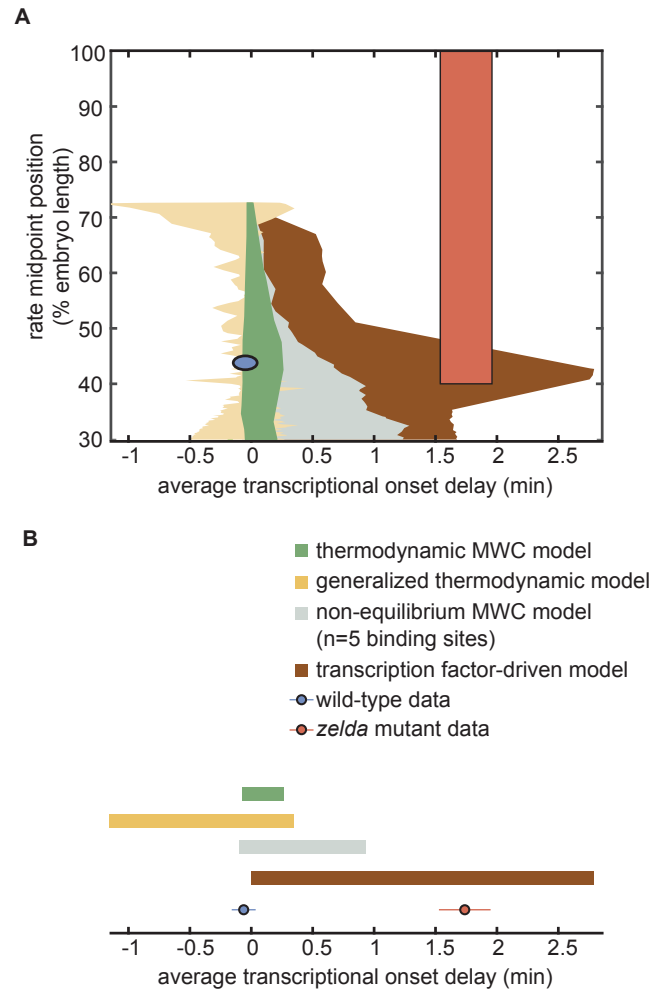 A
100
90
80
70
60
50
40
30
rate midpoint position
(% embryo length)
-1 -0.5 0 0.5 1 1.5 2 2.5
average transcriptional onset delay (min)
B
thermodynamic MWC model
generalized thermodynamic model
non-equilibrium MWC model
(n=5 binding sites)
transcription factor-driven model
wild-type data
zelda mutant data
-1 -0.5 0 0.5 1 1.5 2 2.5
average transcriptional onset delay (min)